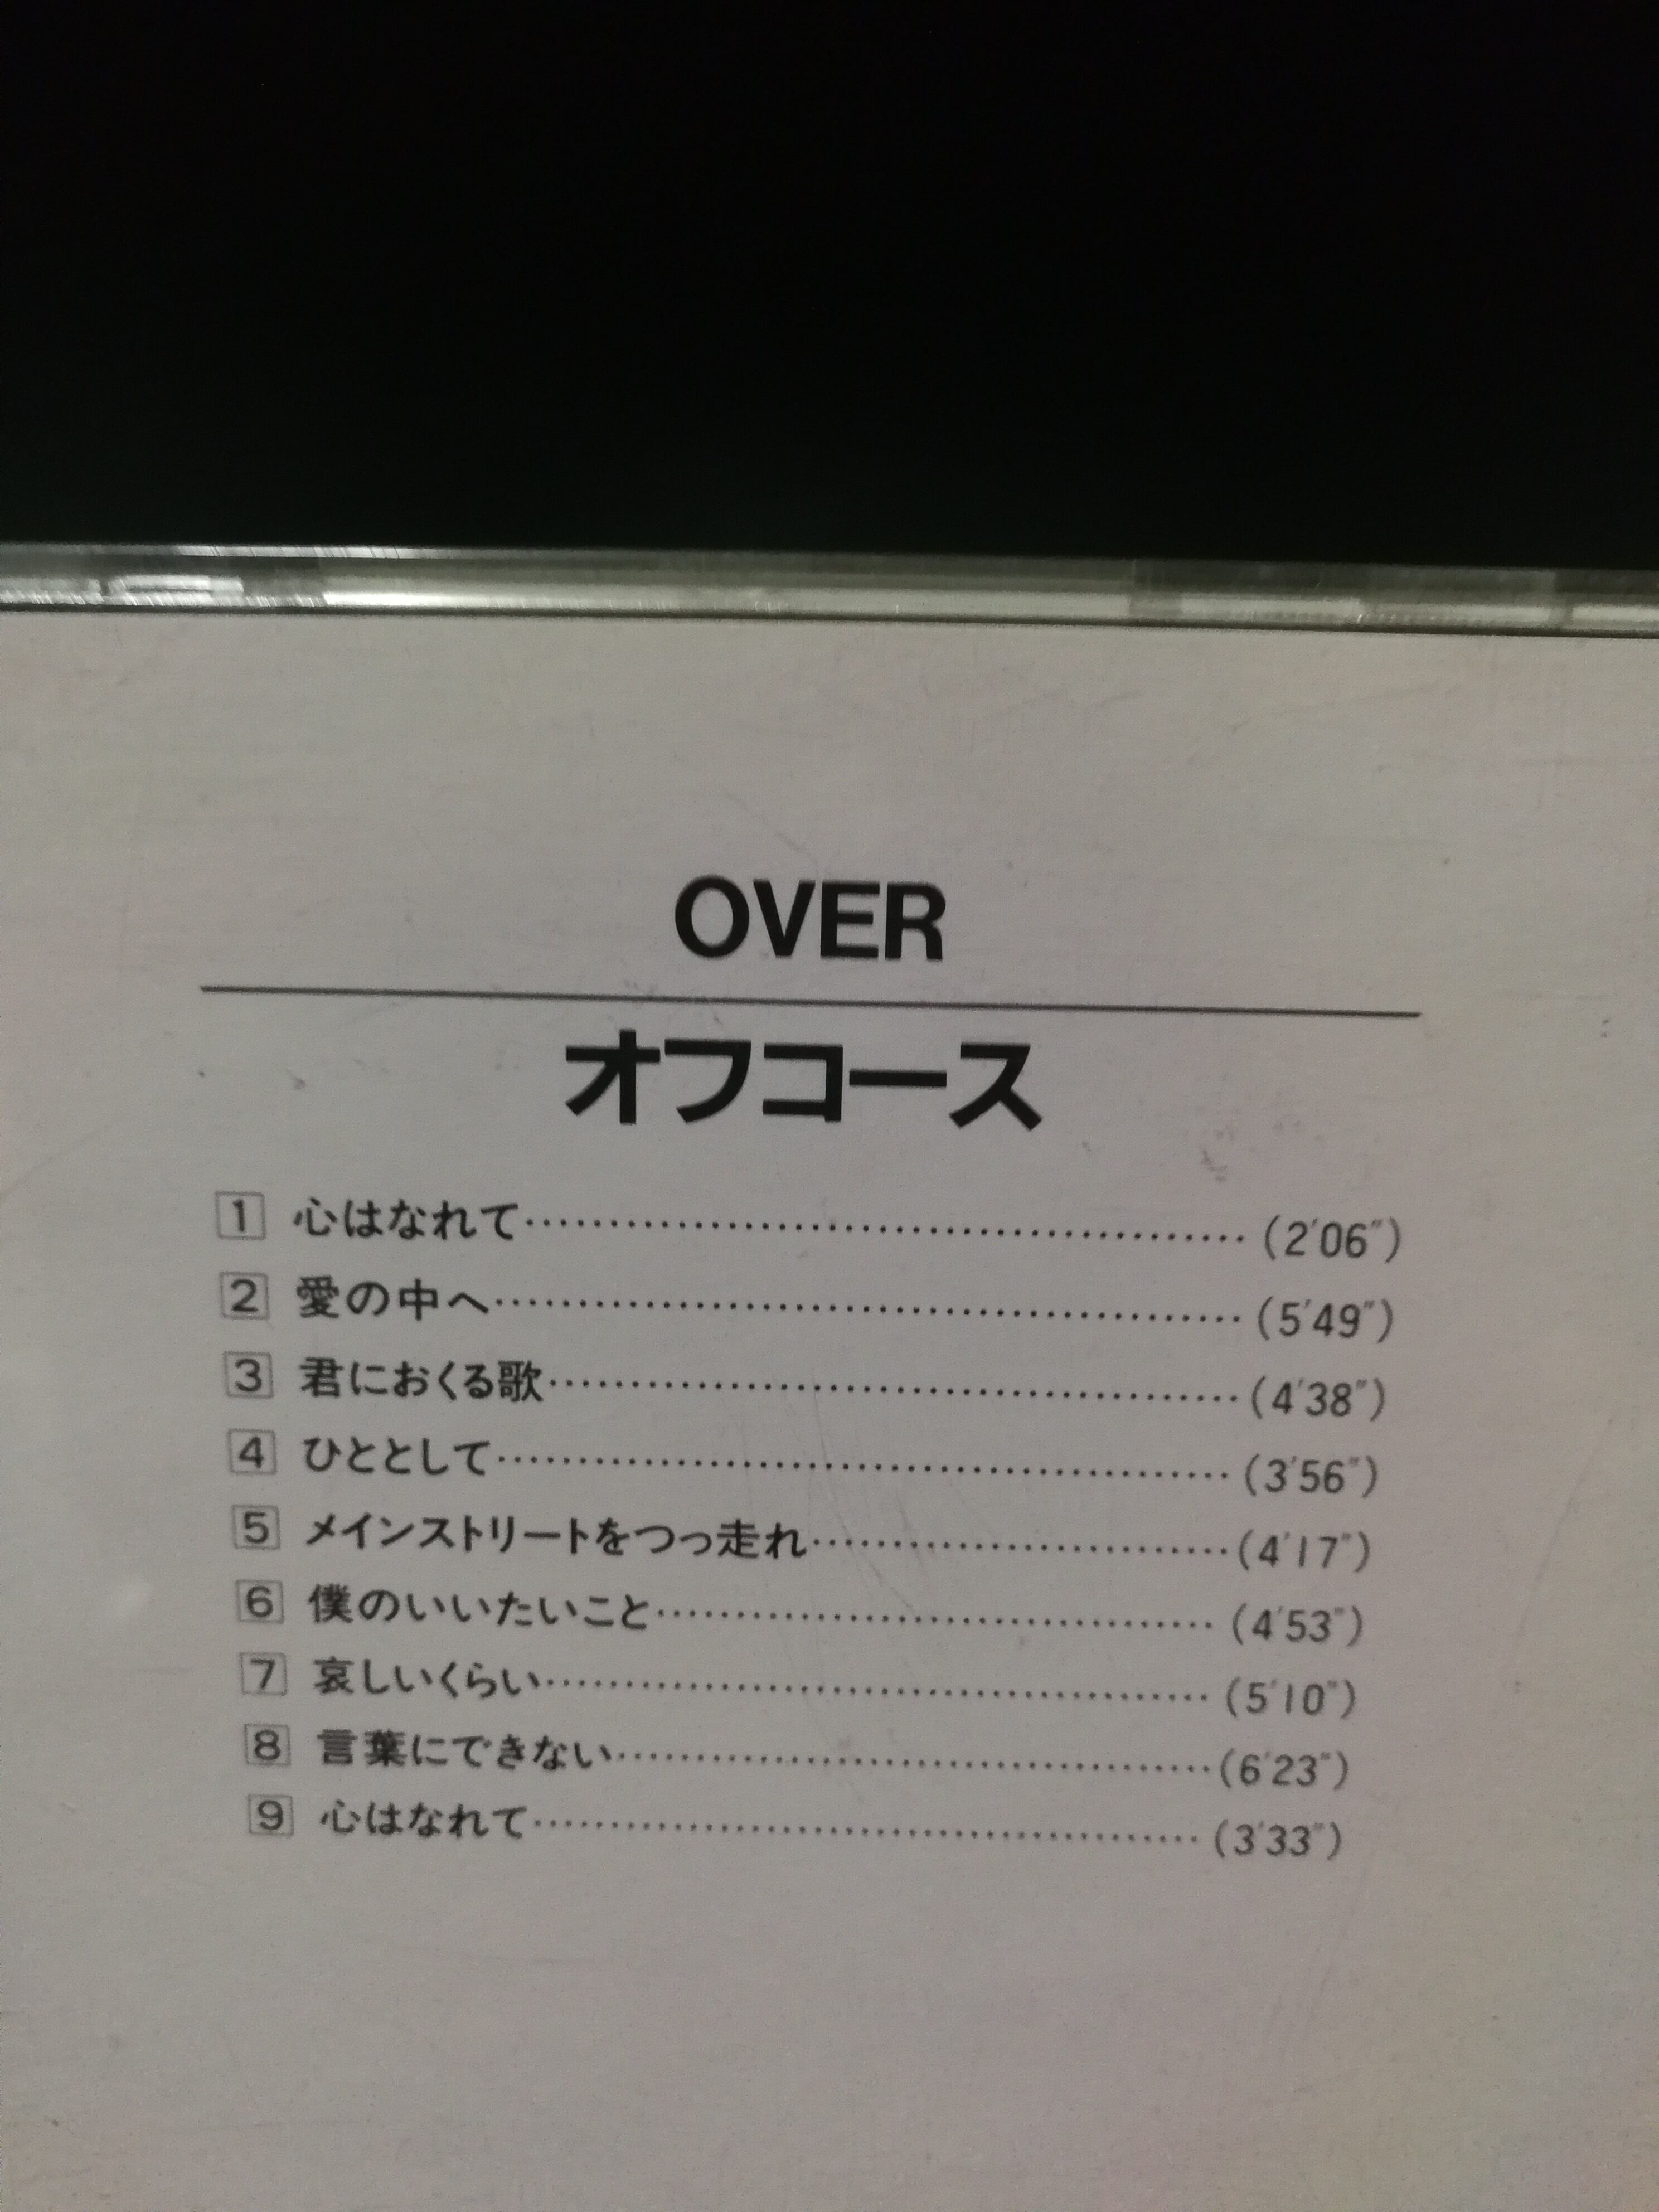 OVER
オフコース
1 心はなれて……………………………(2′06″)
2 愛の中へ……………………………(5′49″)
3 君におくる歌……………………………(4′38″)
4 ひととして……………………………(3′56″)
5 メインストリートをつっ走れ………………(4′17″)
6 僕のいいたいこと………………………(4′53″)
7 哀しいくらい……………………………(5′10″)
8 言葉にできない…………………………(6′23″)
9 心はなれて……………………………(3′33″)